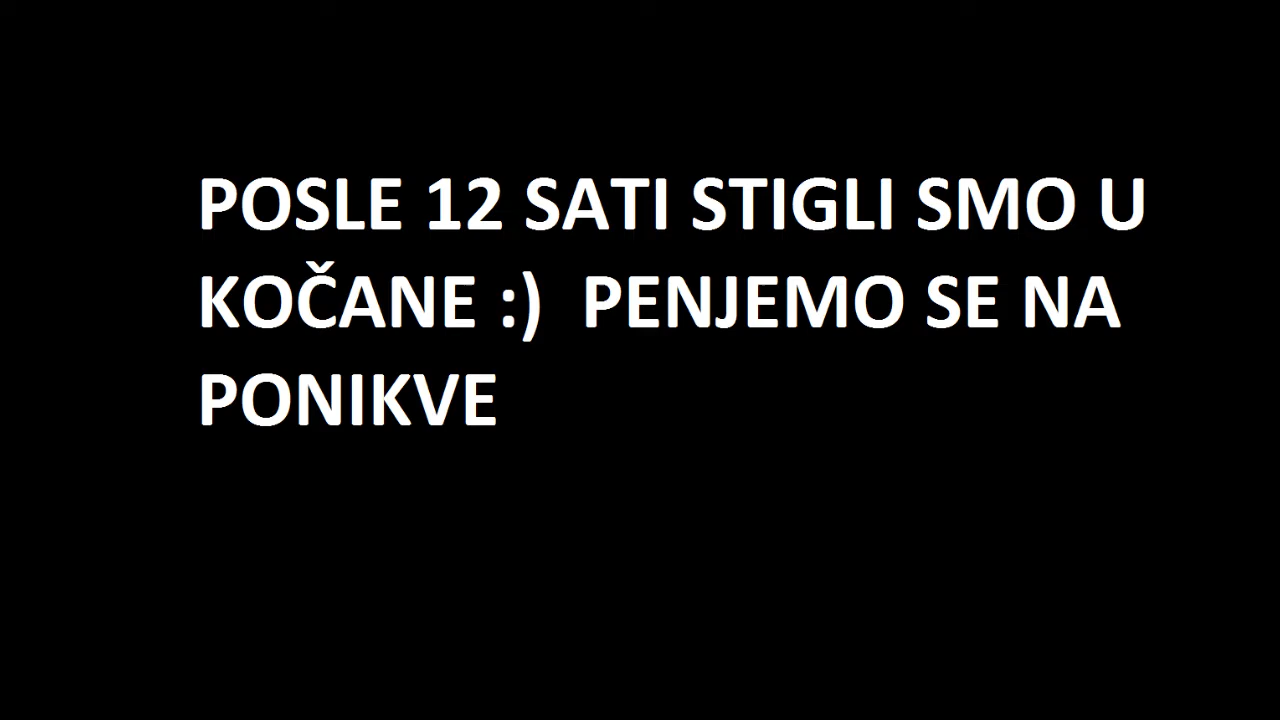 POSLE 12 SATI STIGLI SMO U
KOČANE :)  PENJEMO SE NA
PONIKVE